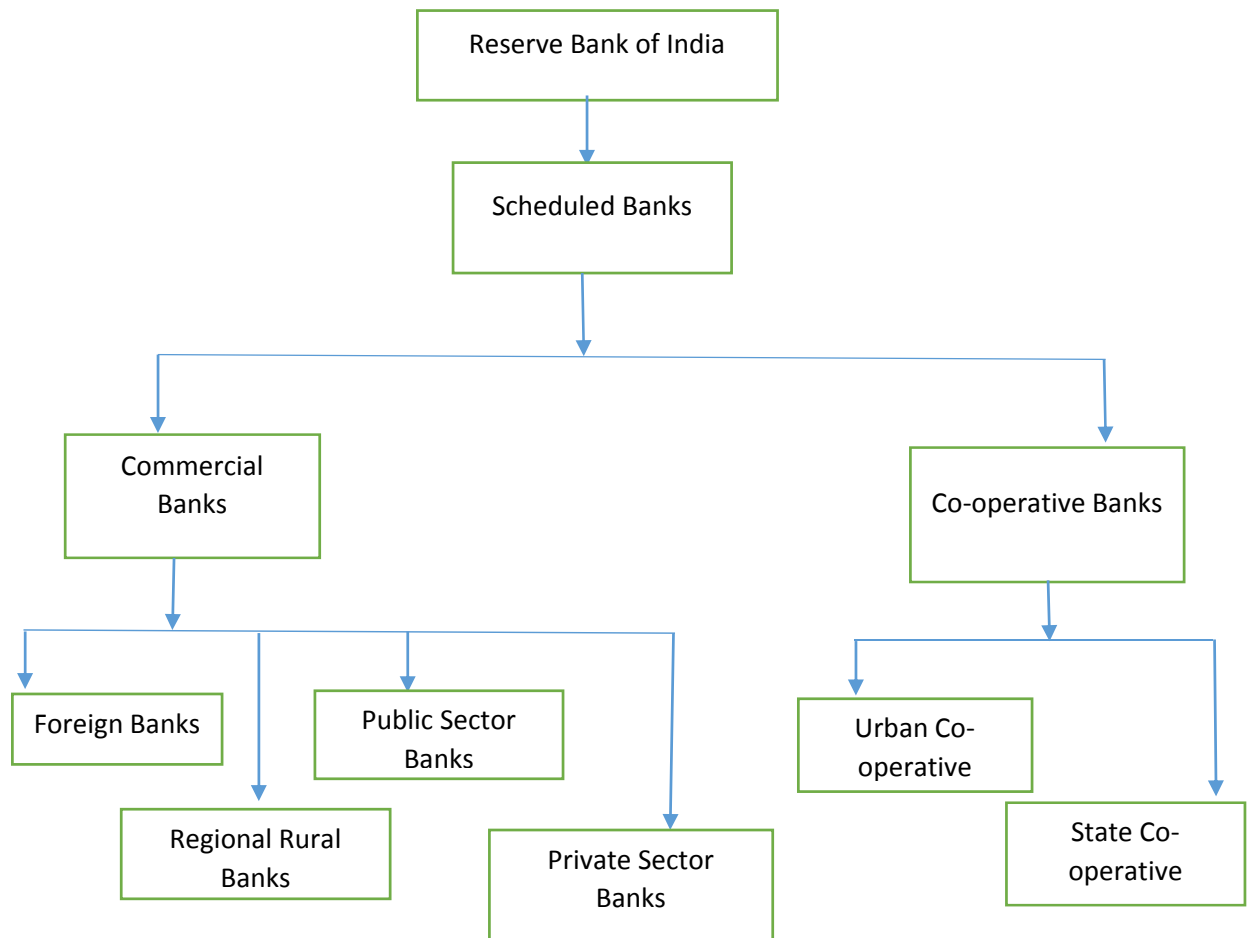 Reserve Bank of India
Scheduled Banks
Commercial
Banks
Co-operative Banks
Foreign Banks
Public Sector
Banks
Urban Co-
operative
Regional Rural
Banks
Private Sector
Banks
State Co-
operative